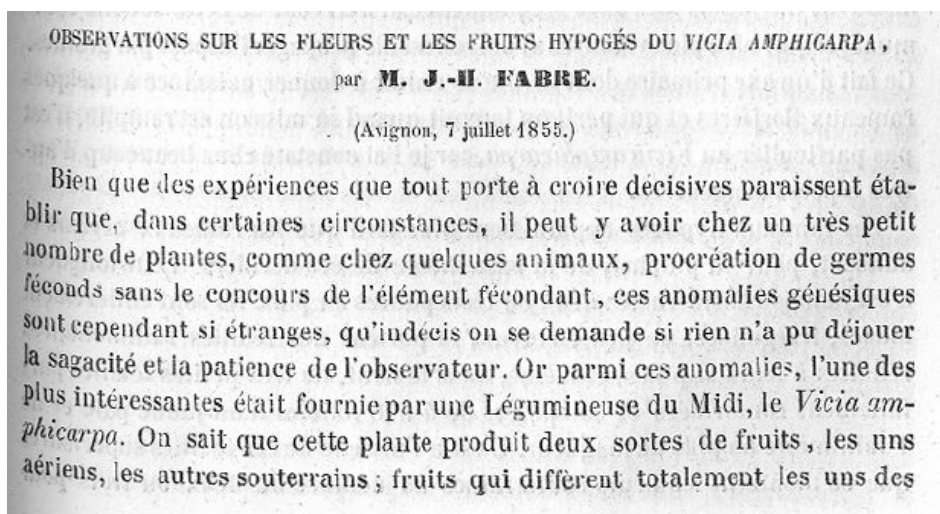 OBSERVATIONS SUR LES FLEURS ET LES FRUITS HYPOGÉS DU VICIA AMPHICARPA,
par M. J.-H. FABRE.
(Avignon, 7 juillet 1855.)
Bien que des expériences que tout porte à croire décisives paraissent éta-
blir que, dans certaines circonstances, il peut y avoir chez un très petit
nombre de plantes, comme chez quelques animaux, procréation de germes
féconds sans le concours de l'élément fécondant, ces anomalies génésiques
sont cependant si étranges, qu'indécis on se demande si rien n'a pu déjouer
la sagacité et la patience de l'observateur. Or parmi ces anomalies, l'une des
plus intéressantes était fournie par une Légumineuse du Midi, le Vicia am-
phicarpa. On sait que cette plante produit deux sortes de fruits, les uns
aériens, les autres souterrains ; fruits qui diffèrent totalement les uns des